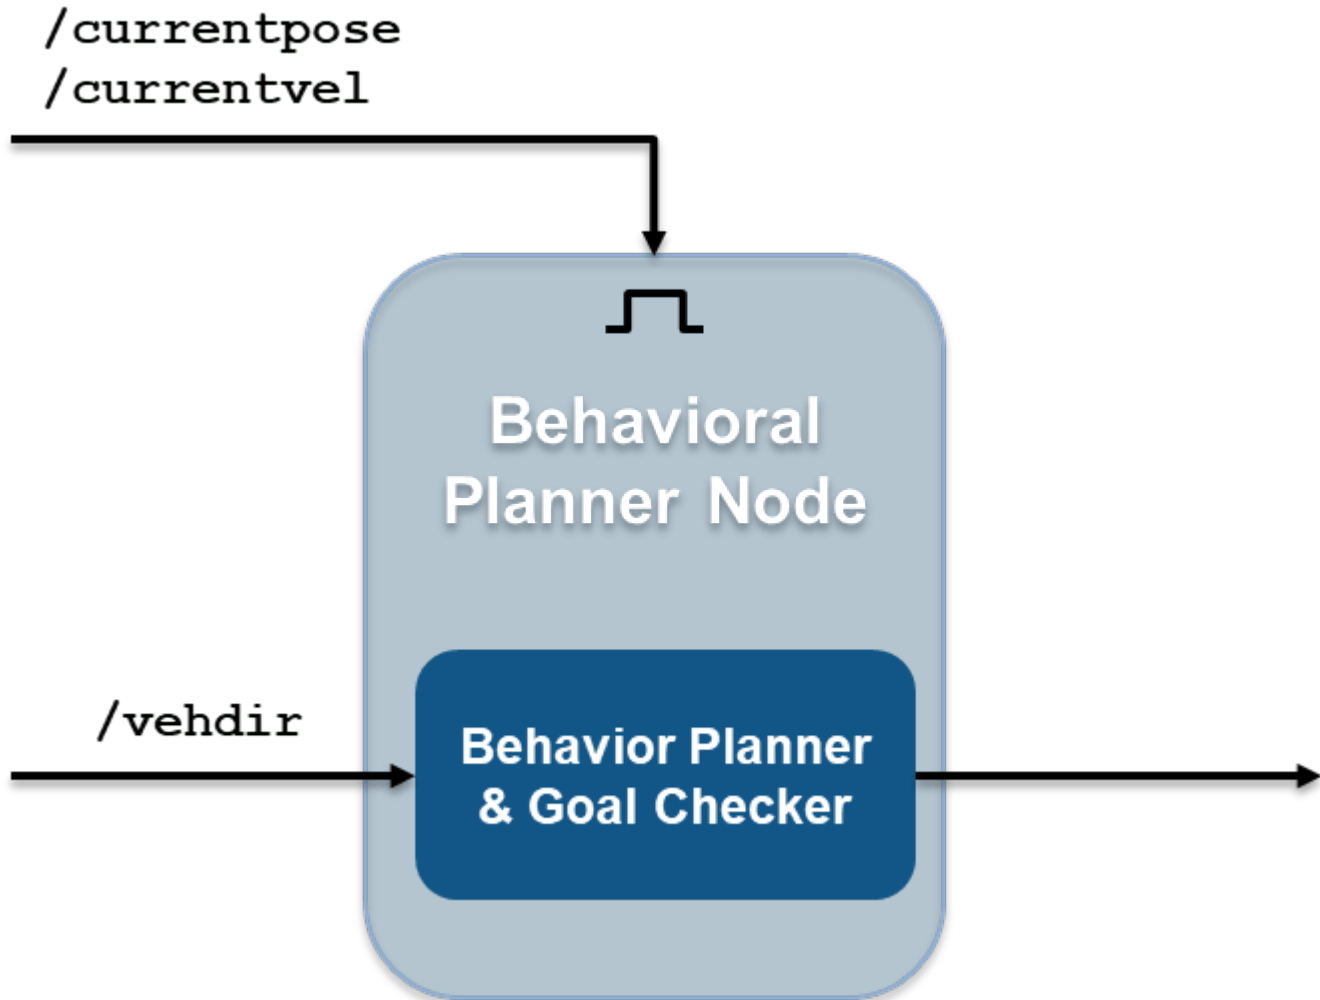 /currentpose
/currentvel
Behavioral
Planner Node
/vehdir
Behavior Planner
& Goal Checker